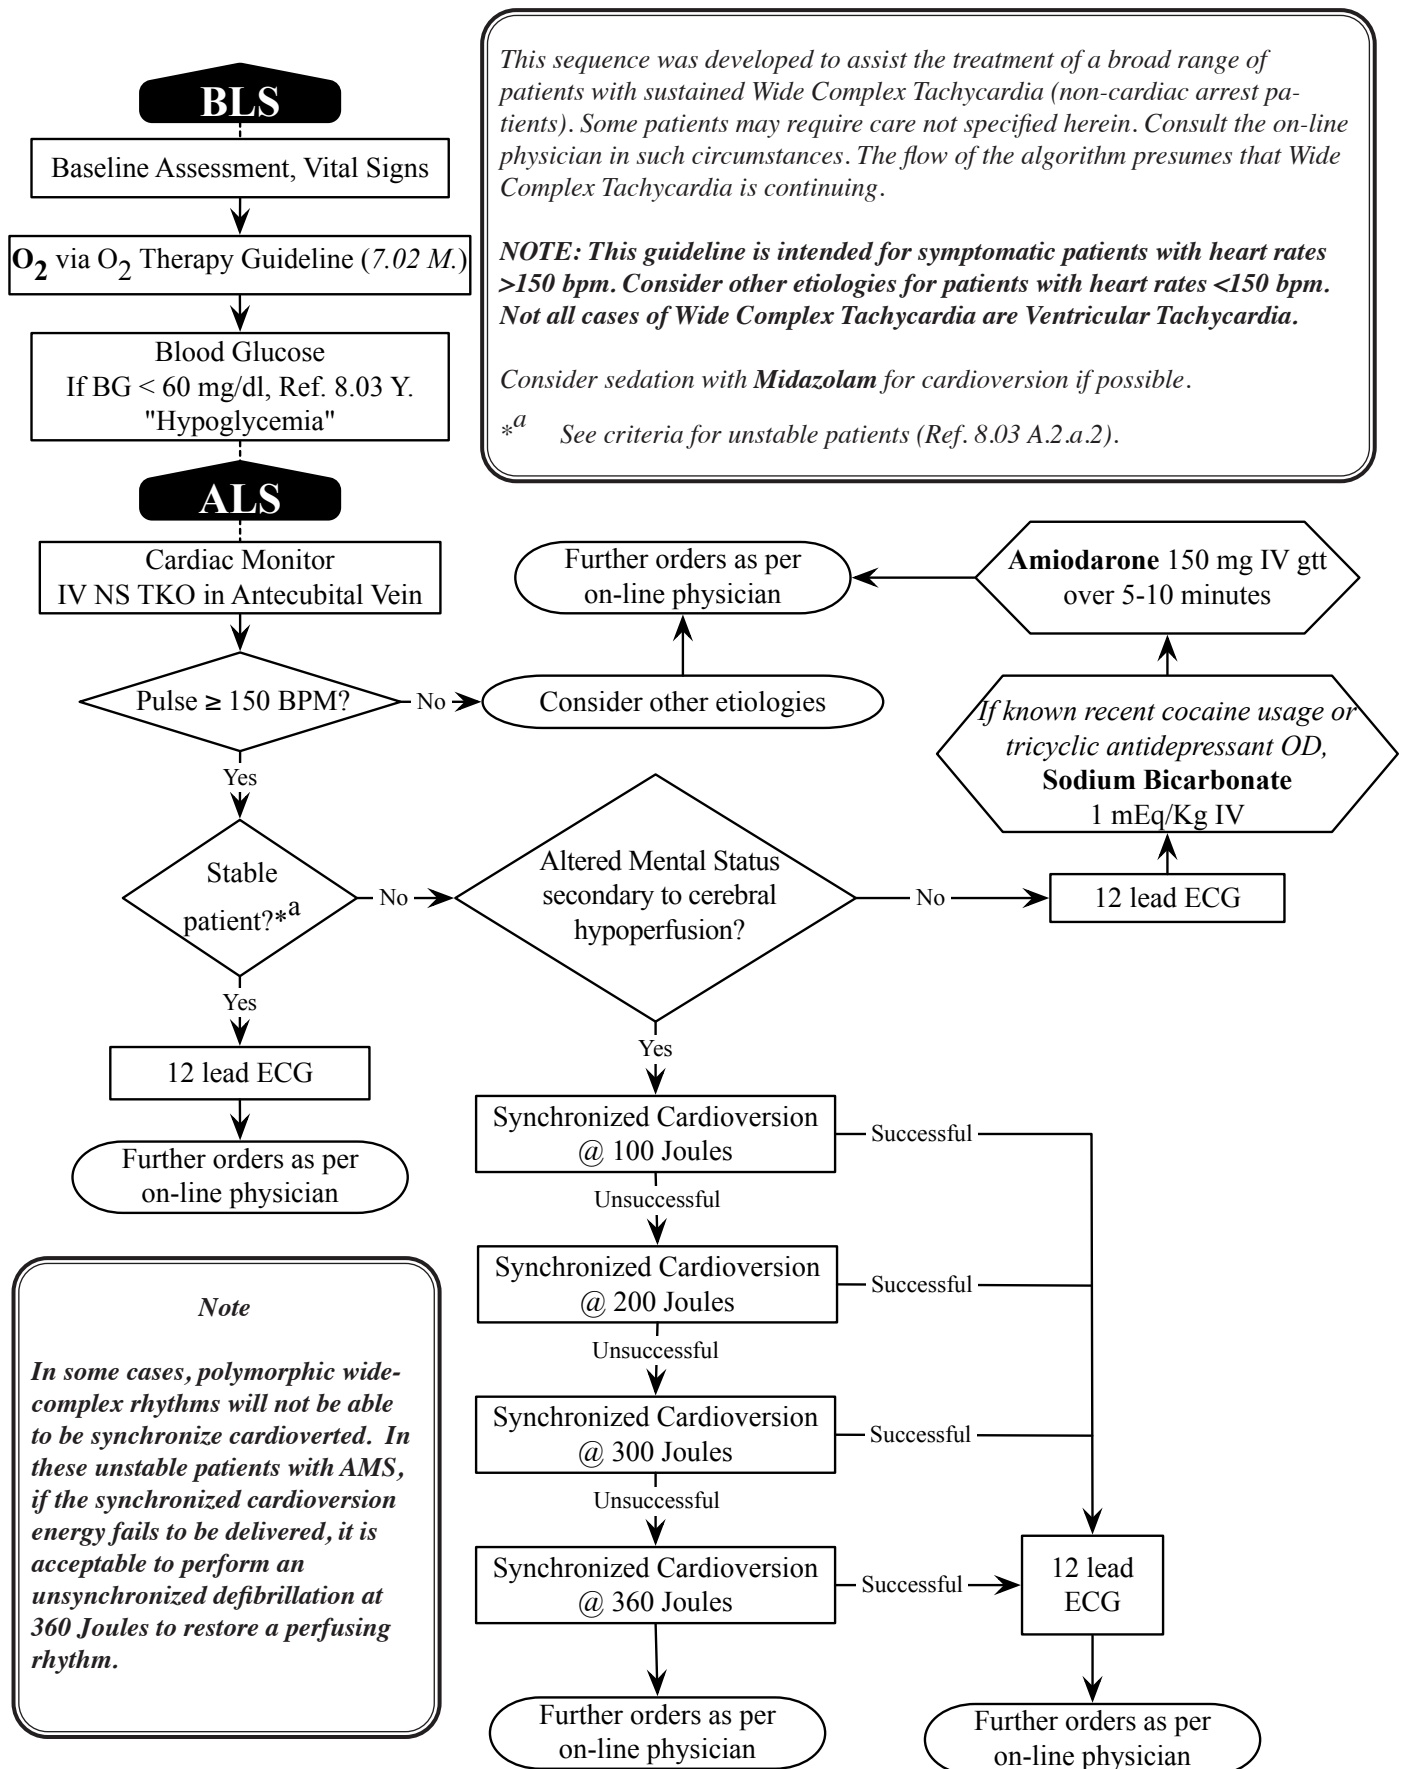 This sequence was developed to assist the treatment of a broad range of
patients with sustained Wide Complex Tachycardia (non-cardiac arrest pa-
tients). Some patients may require care not specified herein. Consult the on-line
physician in such circumstances. The flow of the algorithm presumes that Wide
Complex Tachycardia is continuing.
NOTE: This guideline is intended for symptomatic patients with heart rates
>150 bpm. Consider other etiologies for patients with heart rates <150 bpm.
Not all cases of Wide Complex Tachycardia are Ventricular Tachycardia.
Consider sedation with Midazolam for cardioversion if possible.
*a See criteria for unstable patients (Ref. 8.03 A.2.a.2).
BLS
Baseline Assessment, Vital Signs
O2 via O2 Therapy Guideline (7.02 M.)
Blood Glucose
If BG < 60 mg/dl, Ref. 8.03 Y.
"Hypoglycemia"
ALS
Cardiac Monitor
IV NS TKO in Antecubital Vein
Pulse ≥ 150 BPM?
No
Consider other etiologies
Further orders as per
on-line physician
Amiodarone 150 mg IV gtt
over 5-10 minutes
If known recent cocaine usage or
tricyclic antidepressant OD,
Sodium Bicarbonate
1 mEq/Kg IV
Yes
Stable
patient?*a
No
Altered Mental Status
secondary to cerebral
hypoperfusion?
No
12 lead ECG
Yes
12 lead ECG
Further orders as per
on-line physician
Yes
Synchronized Cardioversion
@ 100 Joules
Successful
Unsuccessful
Synchronized Cardioversion
@ 200 Joules
Successful
Unsuccessful
Synchronized Cardioversion
@ 300 Joules
Successful
Unsuccessful
Synchronized Cardioversion
@ 360 Joules
Successful
12 lead
ECG
Further orders as per
on-line physician
Further orders as per
on-line physician
Note
In some cases, polymorphic wide-
complex rhythms will not be able
to be synchronize cardioverted. In
these unstable patients with AMS,
if the synchronized cardioversion
energy fails to be delivered, it is
acceptable to perform an
unsynchronized defibrillation at
360 Joules to restore a perfusing
rhythm.